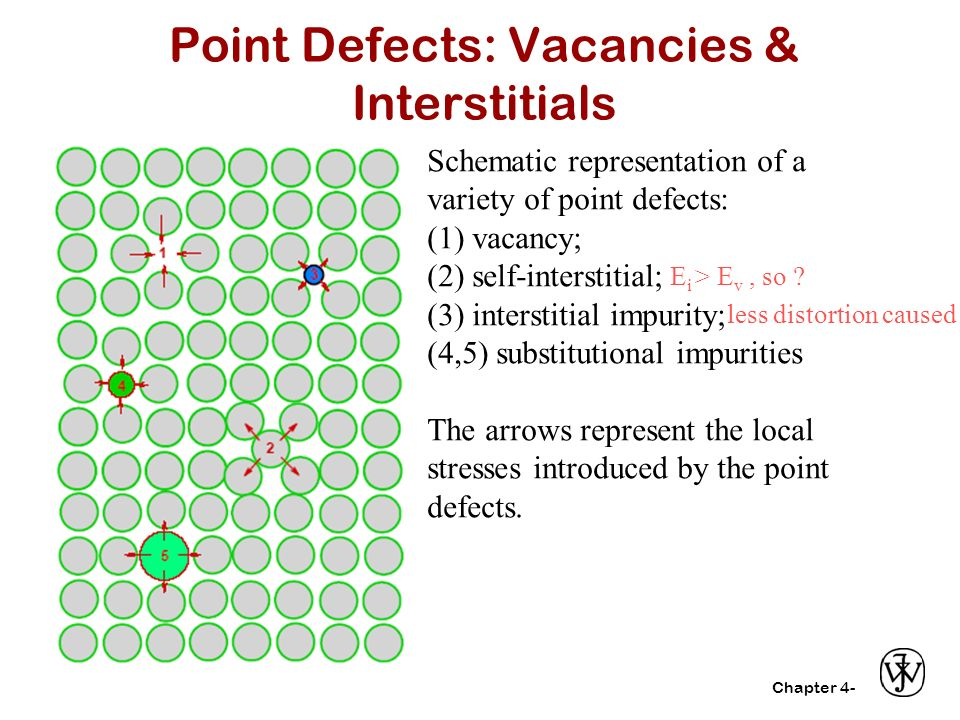 Point Defects: Vacancies &
Interstitials
Schematic representation of a
variety of point defects:
(1) vacancy;
(2) self-interstitial; Ei > Ev , so ?
(3) interstitial impurity; less distortion caused
(4,5) substitutional impurities
The arrows represent the local
stresses introduced by the point
defects.
1
3
4
2
5
Chapter 4-
JW